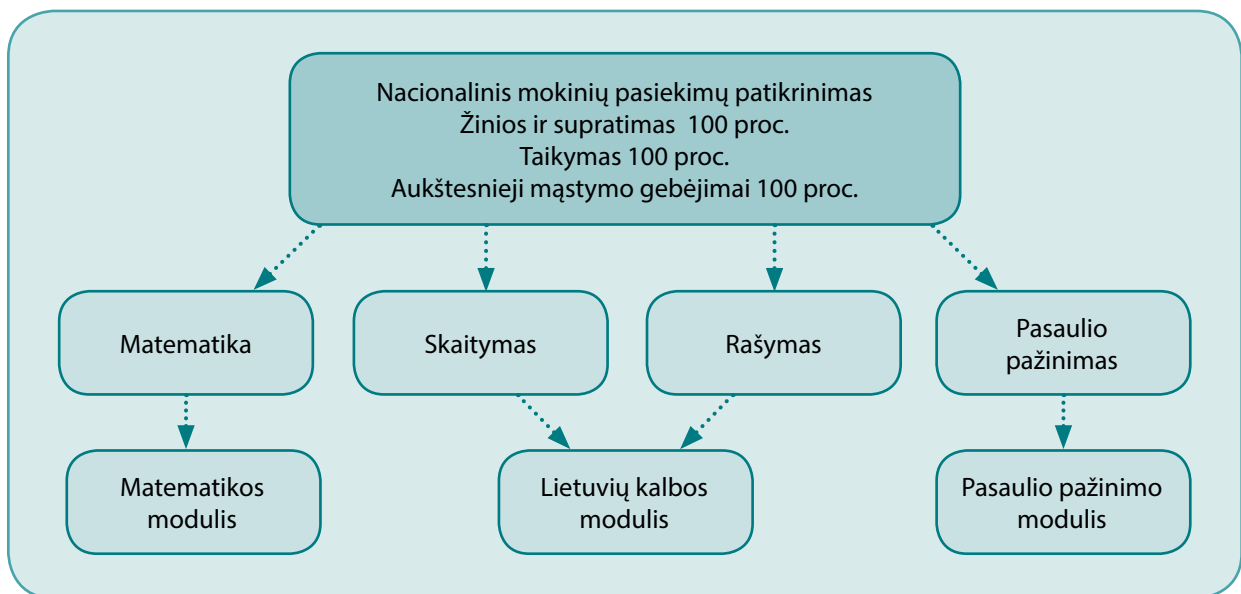 Nacionalinis mokinių pasiekimų patikrinimas
Žinios ir supratimas 100 proc.
Taikymas 100 proc.
Aukštesnieji mąstymo gebėjimai 100 proc.
Matematika
Skaitymas
Rašymas
Pasaulio
pažinimas
Matematikos
modulis
Lietuvių kalbos
modulis
Pasaulio pažinimo
modulis